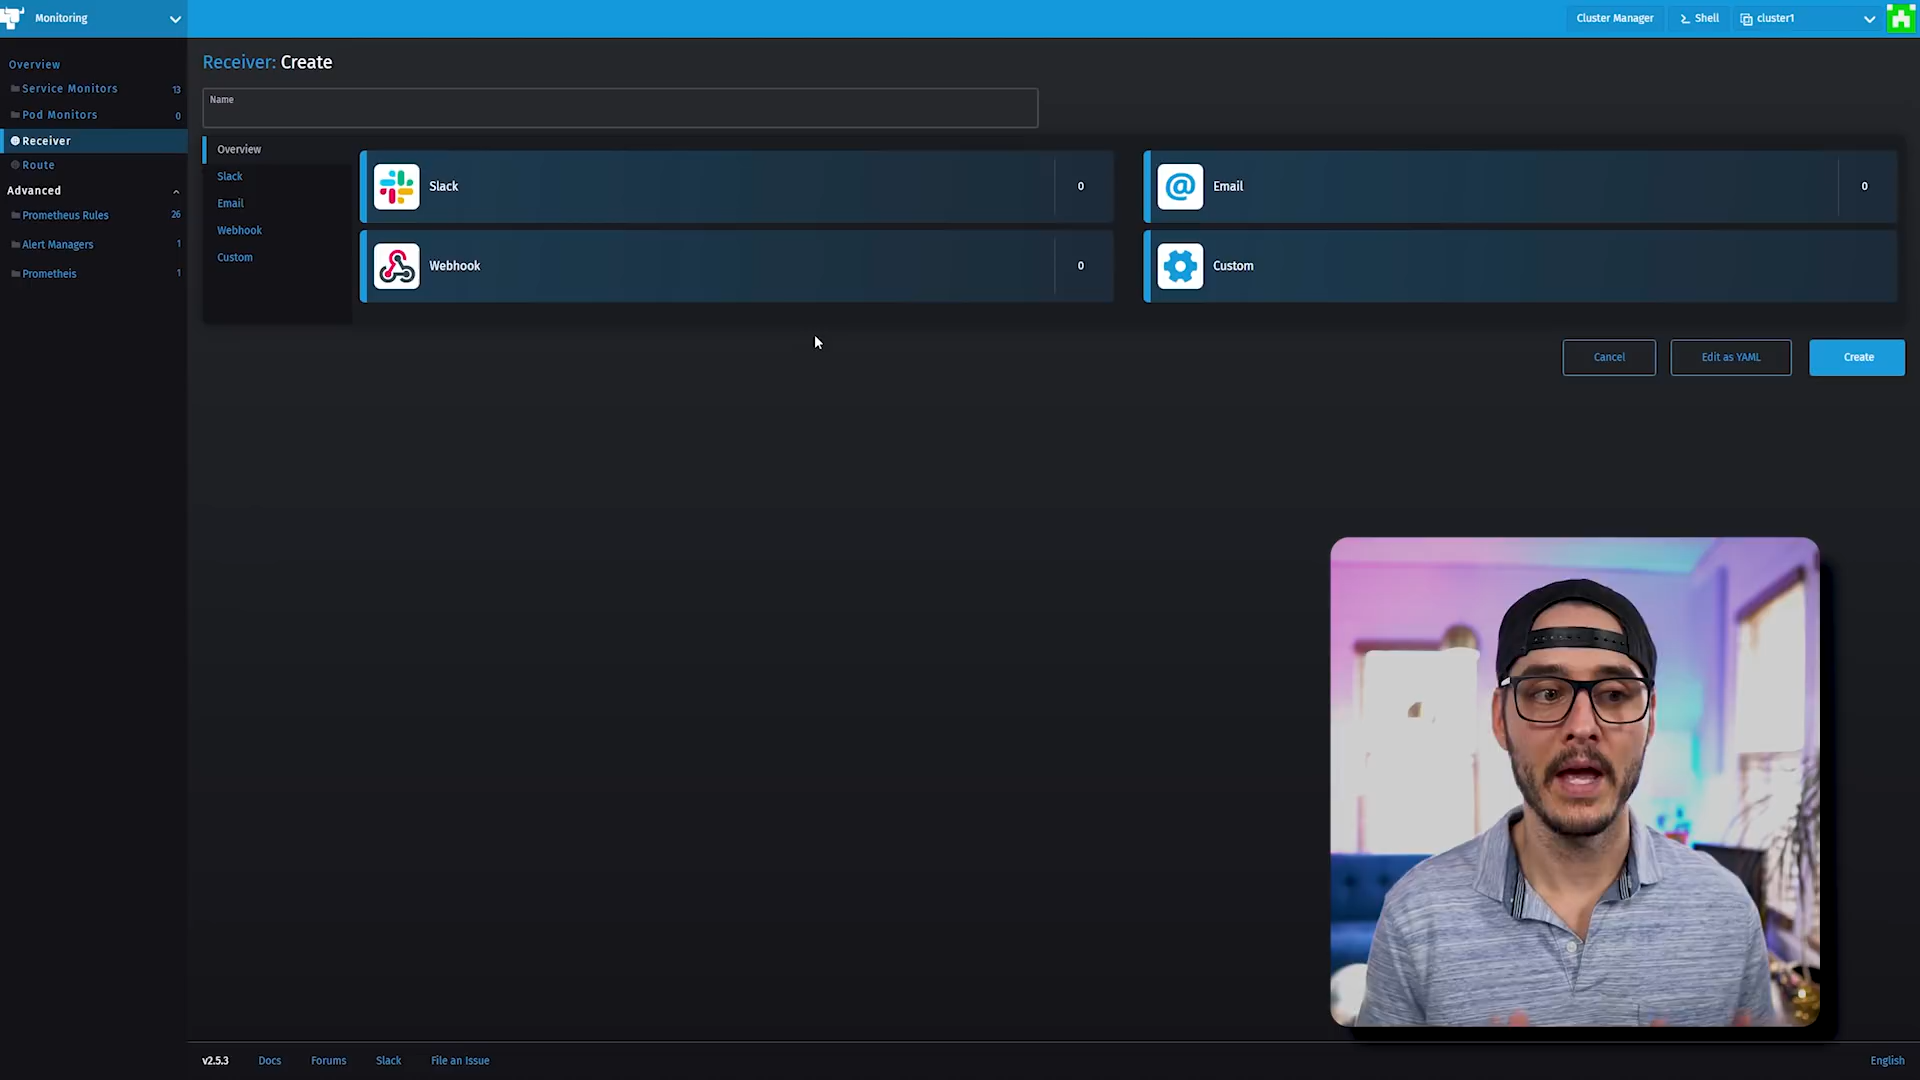 Monitoring
Cluster Manager
Shell
cluster1
Overview
Service Monitors 13
Pod Monitors 0
Receiver
Route
Advanced
Prometheus Rules 26
Alert Managers 1
Prometheis 1
Receiver: Create
Name
Overview
Slack
Email
Webhook
Custom
Slack 0
Email 0
Webhook 0
Custom
Cancel
Edit as YAML
Create
v2.5.3
Docs
Forums
Slack
File an Issue
English